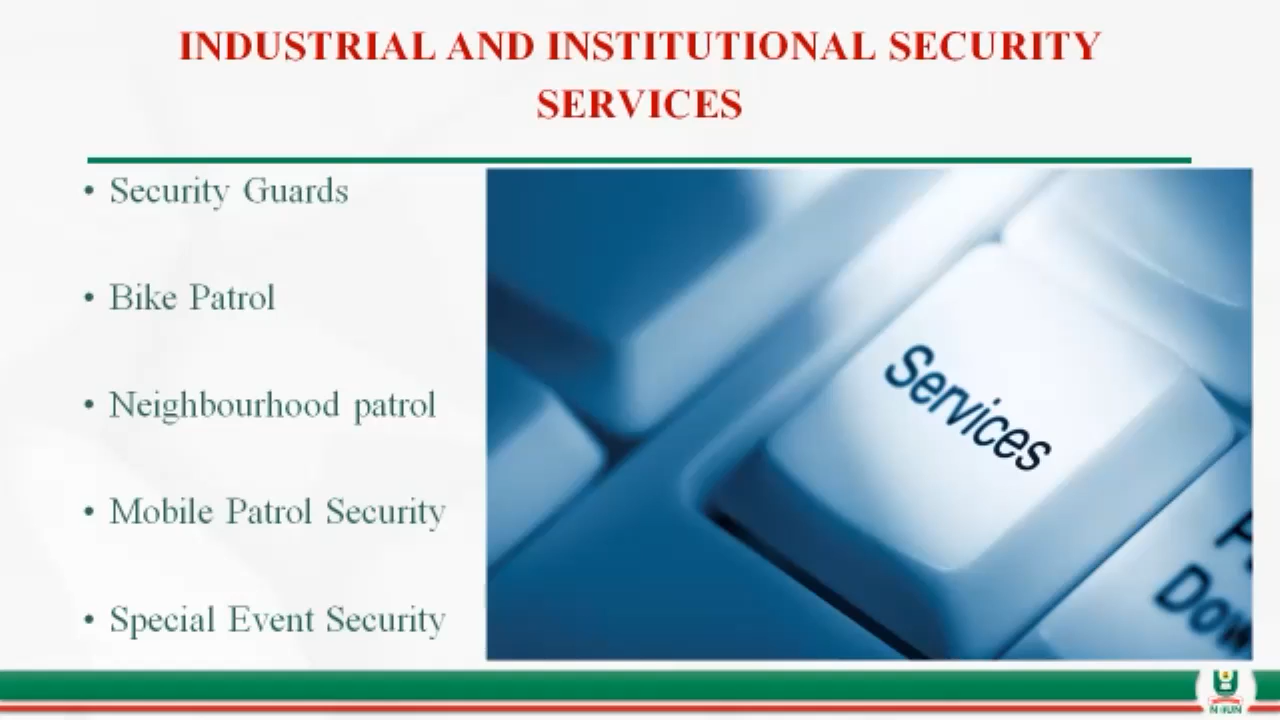 INDUSTRIAL AND INSTITUTIONAL SECURITY
SERVICES
• Security Guards
• Bike Patrol
• Neighbourhood patrol
• Mobile Patrol Security
• Special Event Security
Services